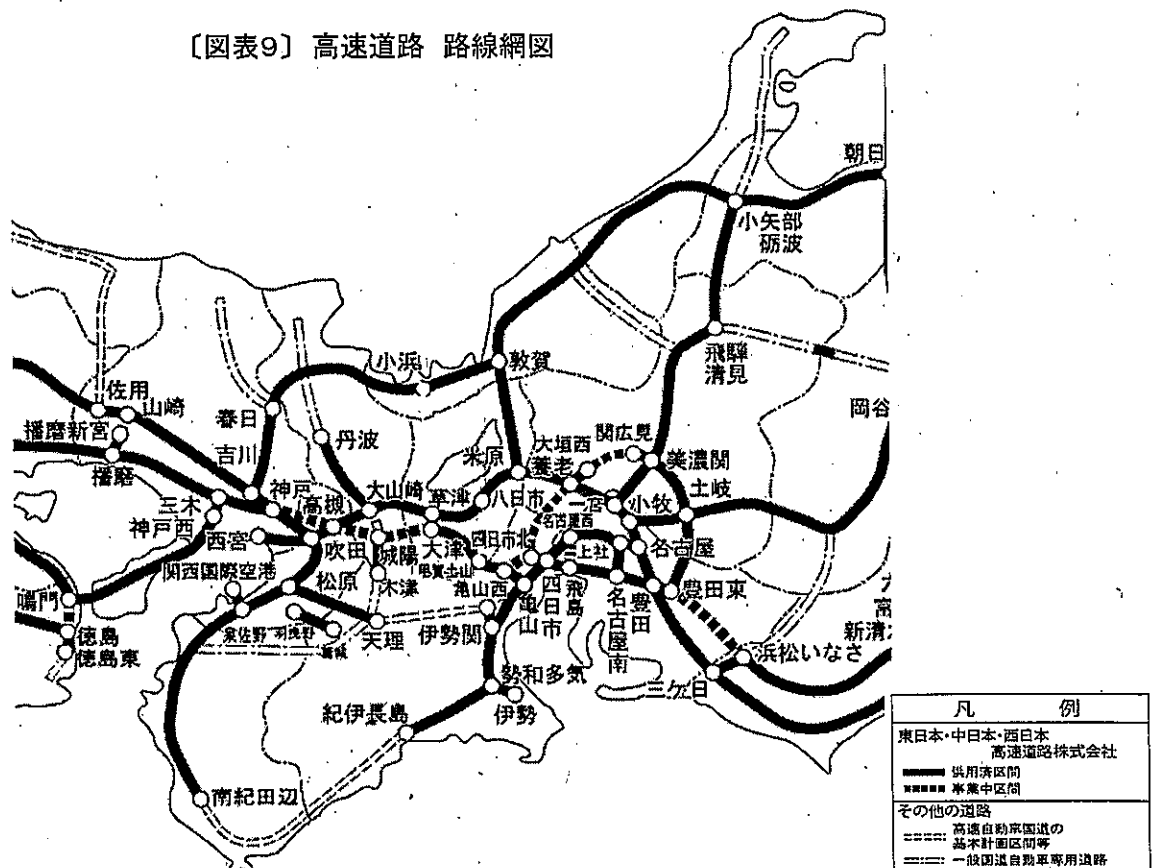 〔図表9〕 高速道路 路線網図
朝日
小矢部
砺波
飛騨
清見
岡谷
小浜
敦賀
佐用
山崎
春日
播磨新宮
吉川
播磨
丹波
米原
大垣西
関広見
養老
美濃関
土岐
三木
神戸
高槻
大山崎
草津
八日市
一宮
小牧
神戸西
西宮
吹田
城陽
大津
四日市北
名古屋西
上社
名古屋
関西国際空港
松原
木津
甲賀土山
亀山西
亀山
四日市
飛島
名古屋南
豊田
豊田東
鳴門
徳島
徳島東
泉佐野
羽曳野
天理
伊勢関
新清水
浜松いなさ
三ケ日
勢和多気
伊勢
紀伊長島
南紀田辺
凡 例
東日本・中日本・西日本
高速道路株式会社
供用済区間
事業中区間
その他の道路
高速自動車国道の
基本計画区間等
一般国道自動車専用道路